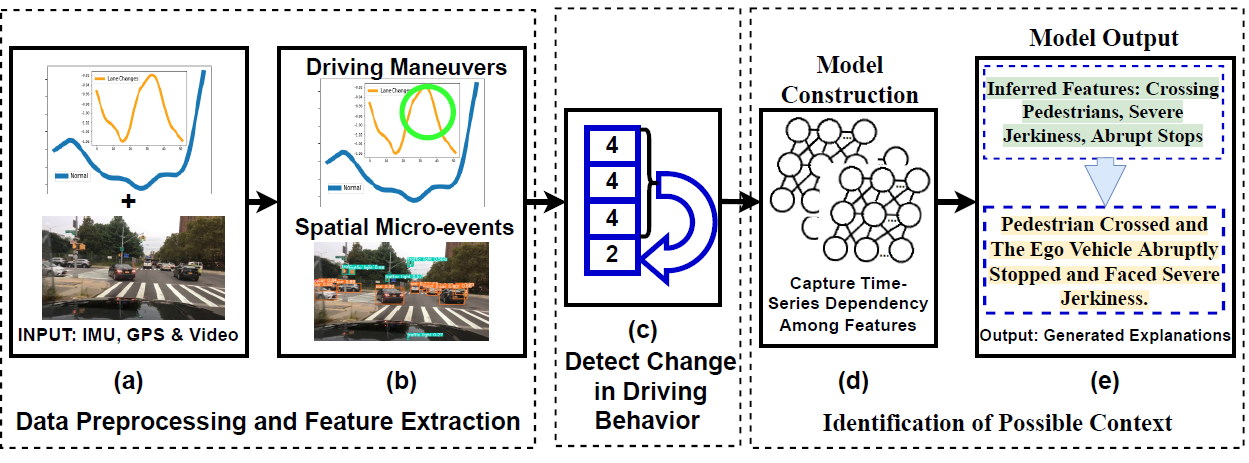 Lane Changes
Normal
+
INPUT: IMU, GPS & Video
(a)
Driving Maneuvers
Lane Changes
Normal
Spatial Micro-events
(b)
Data Preprocessing and Feature Extraction
4
4
4
2
(c)
Detect Change
in Driving
Behavior
Model
Construction
...
...
...
...
Capture Time-
Series Dependency
Among Features
(d)
Model Output
Inferred Features: Crossing
Pedestrians, Severe
Jerkiness, Abrupt Stops
Pedestrian Crossed and
The Ego Vehicle Abruptly
Stopped and Faced Severe
Jerkiness.
Output: Generated Explanations
(e)
Identification of Possible Context